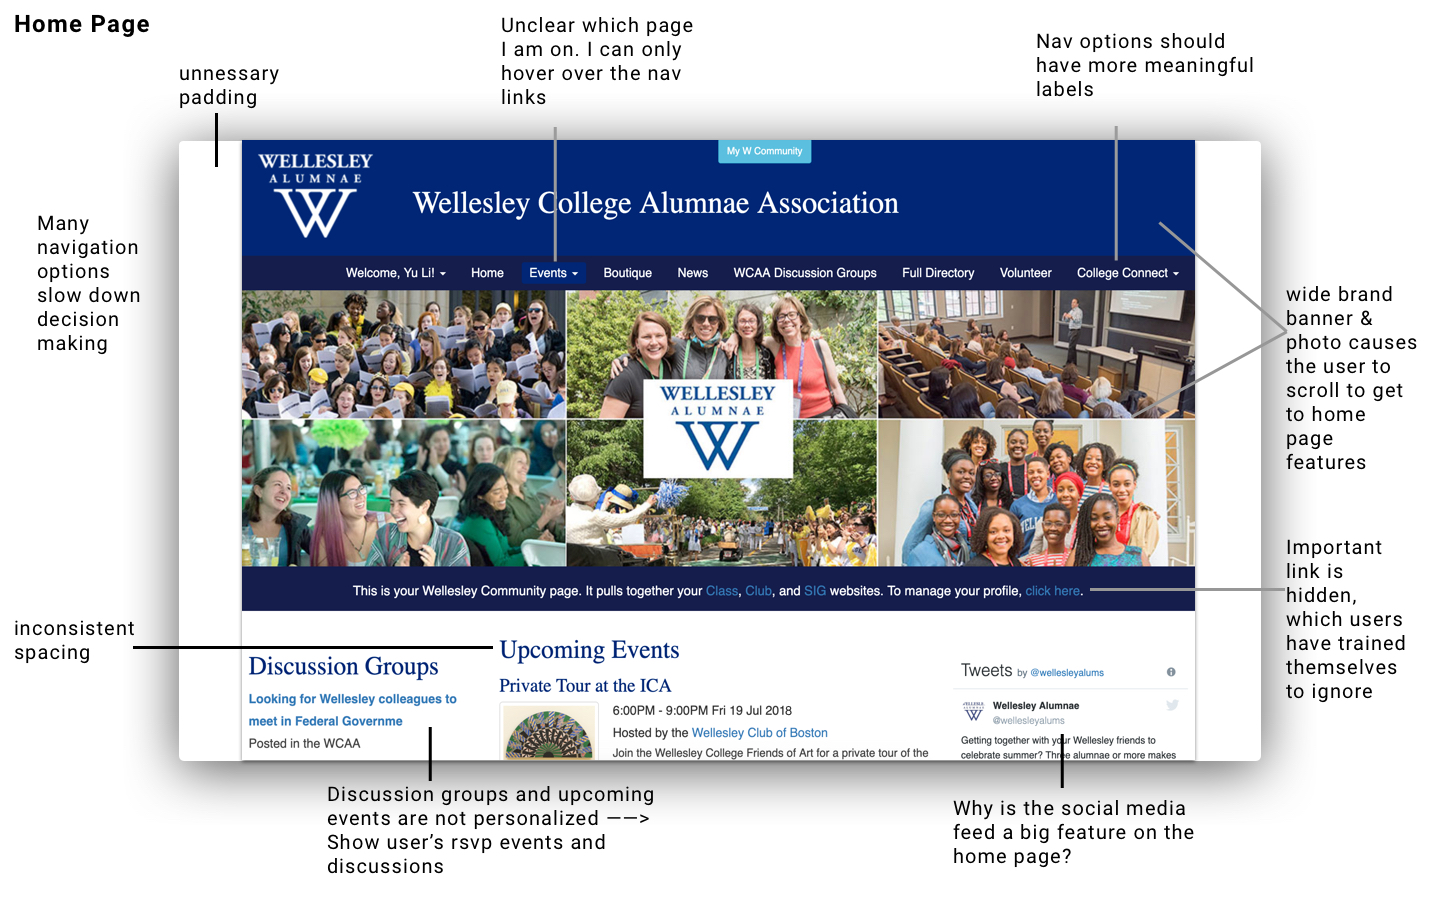 Home Page
unnessary
padding
Unclear which page
I am on. I can only
hover over the nav
links
Nav options should
have more meaningful
labels
Many
navigation
options
slow down
decision
making
WELLESLEY
ALUMNAE
W
My W Community
Wellesley College Alumnae Association
Welcome, Yu Li! Home Events Boutique News WCAA Discussion Groups Full Directory Volunteer College Connect
WELLESLEY
ALUMNAE
W
wide brand
banner &
photo causes
the user to
scroll to get
to home
page
features
This is your Wellesley Community page. It pulls together your Class, Club, and SIG websites. To manage your profile, click here.
Important
link is
hidden,
which users
have trained
themselves
to ignore
inconsistent
spacing
Discussion Groups
Looking for Wellesley colleagues to
meet in Federal Governme
Posted in the WCAA
Upcoming Events
Private Tour at the ICA
6:00PM - 9:00PM Fri 19 Jul 2018
Hosted by the Wellesley Club of Boston
Join the Wellesley College Friends of Art for a private tour of the
Tweets by @wellesleyalums
Wellesley Alumnae
@wellesleyalums
Getting together with your Wellesley friends to
celebrate summer? Three alumnae or more makes
Discussion groups and upcoming
events are not personalized ——>
Show user’s rsvp events and
discussions
Why is the social media
feed a big feature on the
home page?